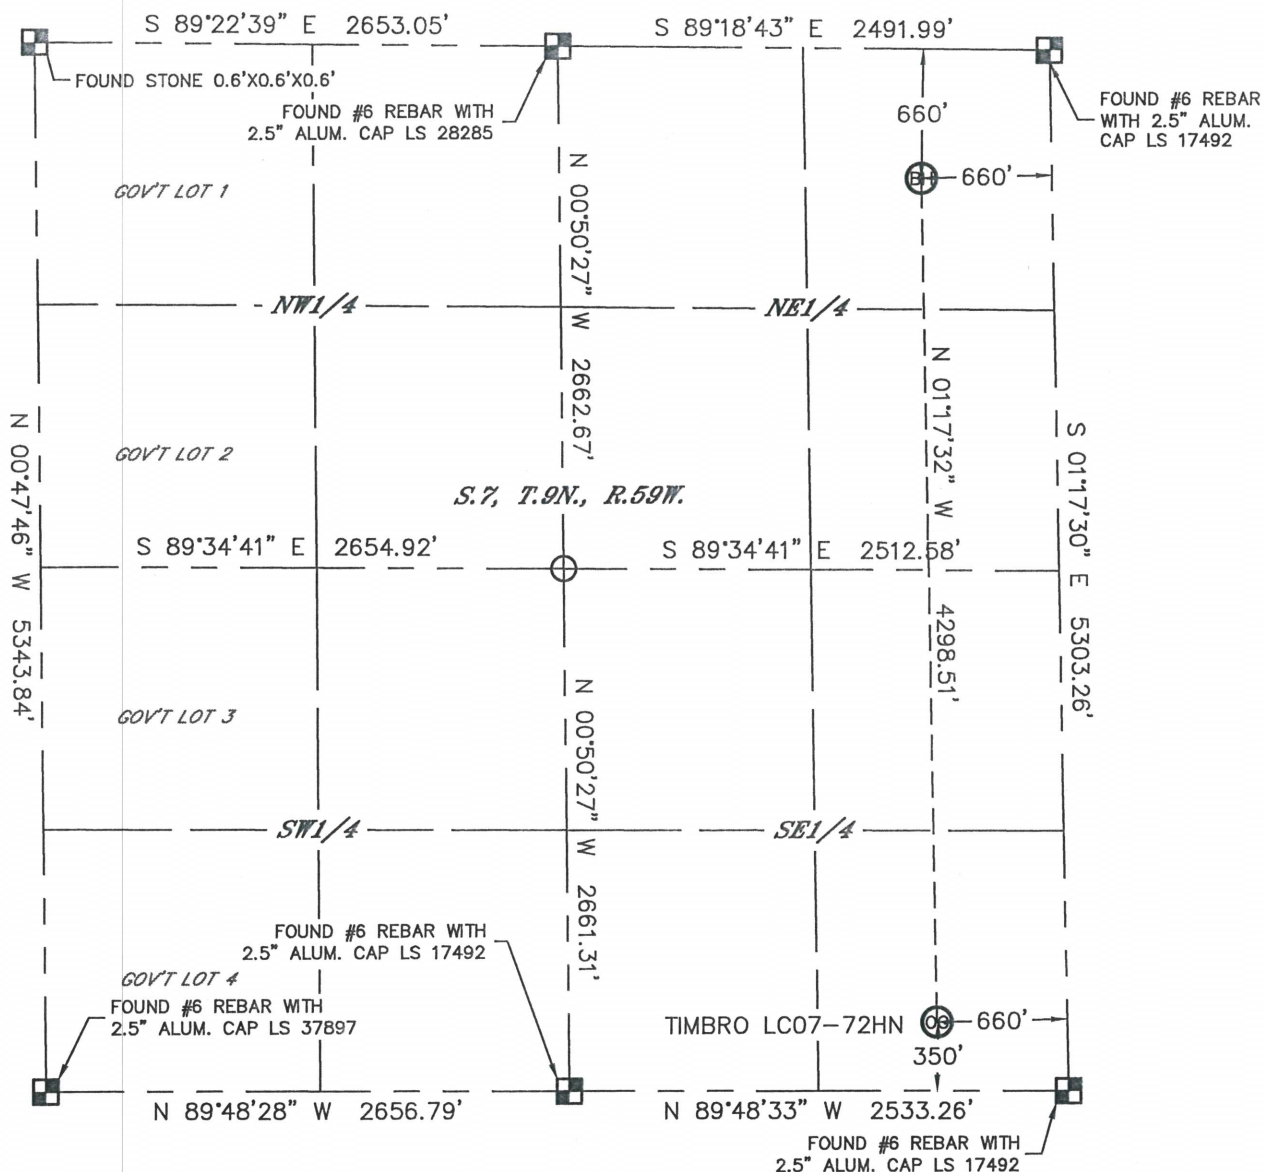 S 89°22'39" E 2653.05'
S 89°18'43" E 2491.99'
FOUND STONE 0.6'X0.6'X0.6'
FOUND #6 REBAR WITH
2.5" ALUM. CAP LS 28285
FOUND #6 REBAR
WITH 2.5" ALUM.
CAP LS 17492
660'
BH
660'
GOV'T LOT 1
N 00°50'27" W 2662.67'
NW1/4
NE1/4
N 01°17'32" W 4298.51'
N 00°47'46" W 5343.84'
S 01°17'30" E 5303.26'
GOV'T LOT 2
S.7, T.9N., R.59W.
S 89°34'41" E 2654.92'
S 89°34'41" E 2512.58'
GOV'T LOT 3
N 00°50'27" W 2661.31'
SW1/4
SE1/4
FOUND #6 REBAR WITH
2.5" ALUM. CAP LS 17492
GOV'T LOT 4
FOUND #6 REBAR WITH
2.5" ALUM. CAP LS 37897
TIMBRO LC07-72HN
660'
350'
N 89°48'28" W 2656.79'
N 89°48'33" W 2533.26'
FOUND #6 REBAR WITH
2.5" ALUM. CAP LS 17492